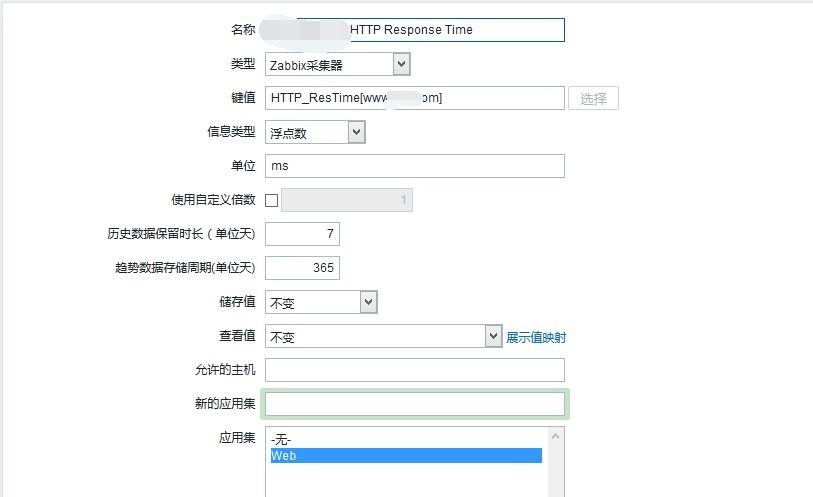 名称 HTTP Response Time
类型 Zabbix采集器
键值 HTTP_ResTime[www om] 选择
信息类型 浮点数
单位 ms
使用自定义倍数 1
历史数据保留时长（单位天） 7
趋势数据存储周期(单位天) 365
储存值 不变
查看值 不变 展示值映射
允许的主机
新的应用集
应用集 -无-
Web